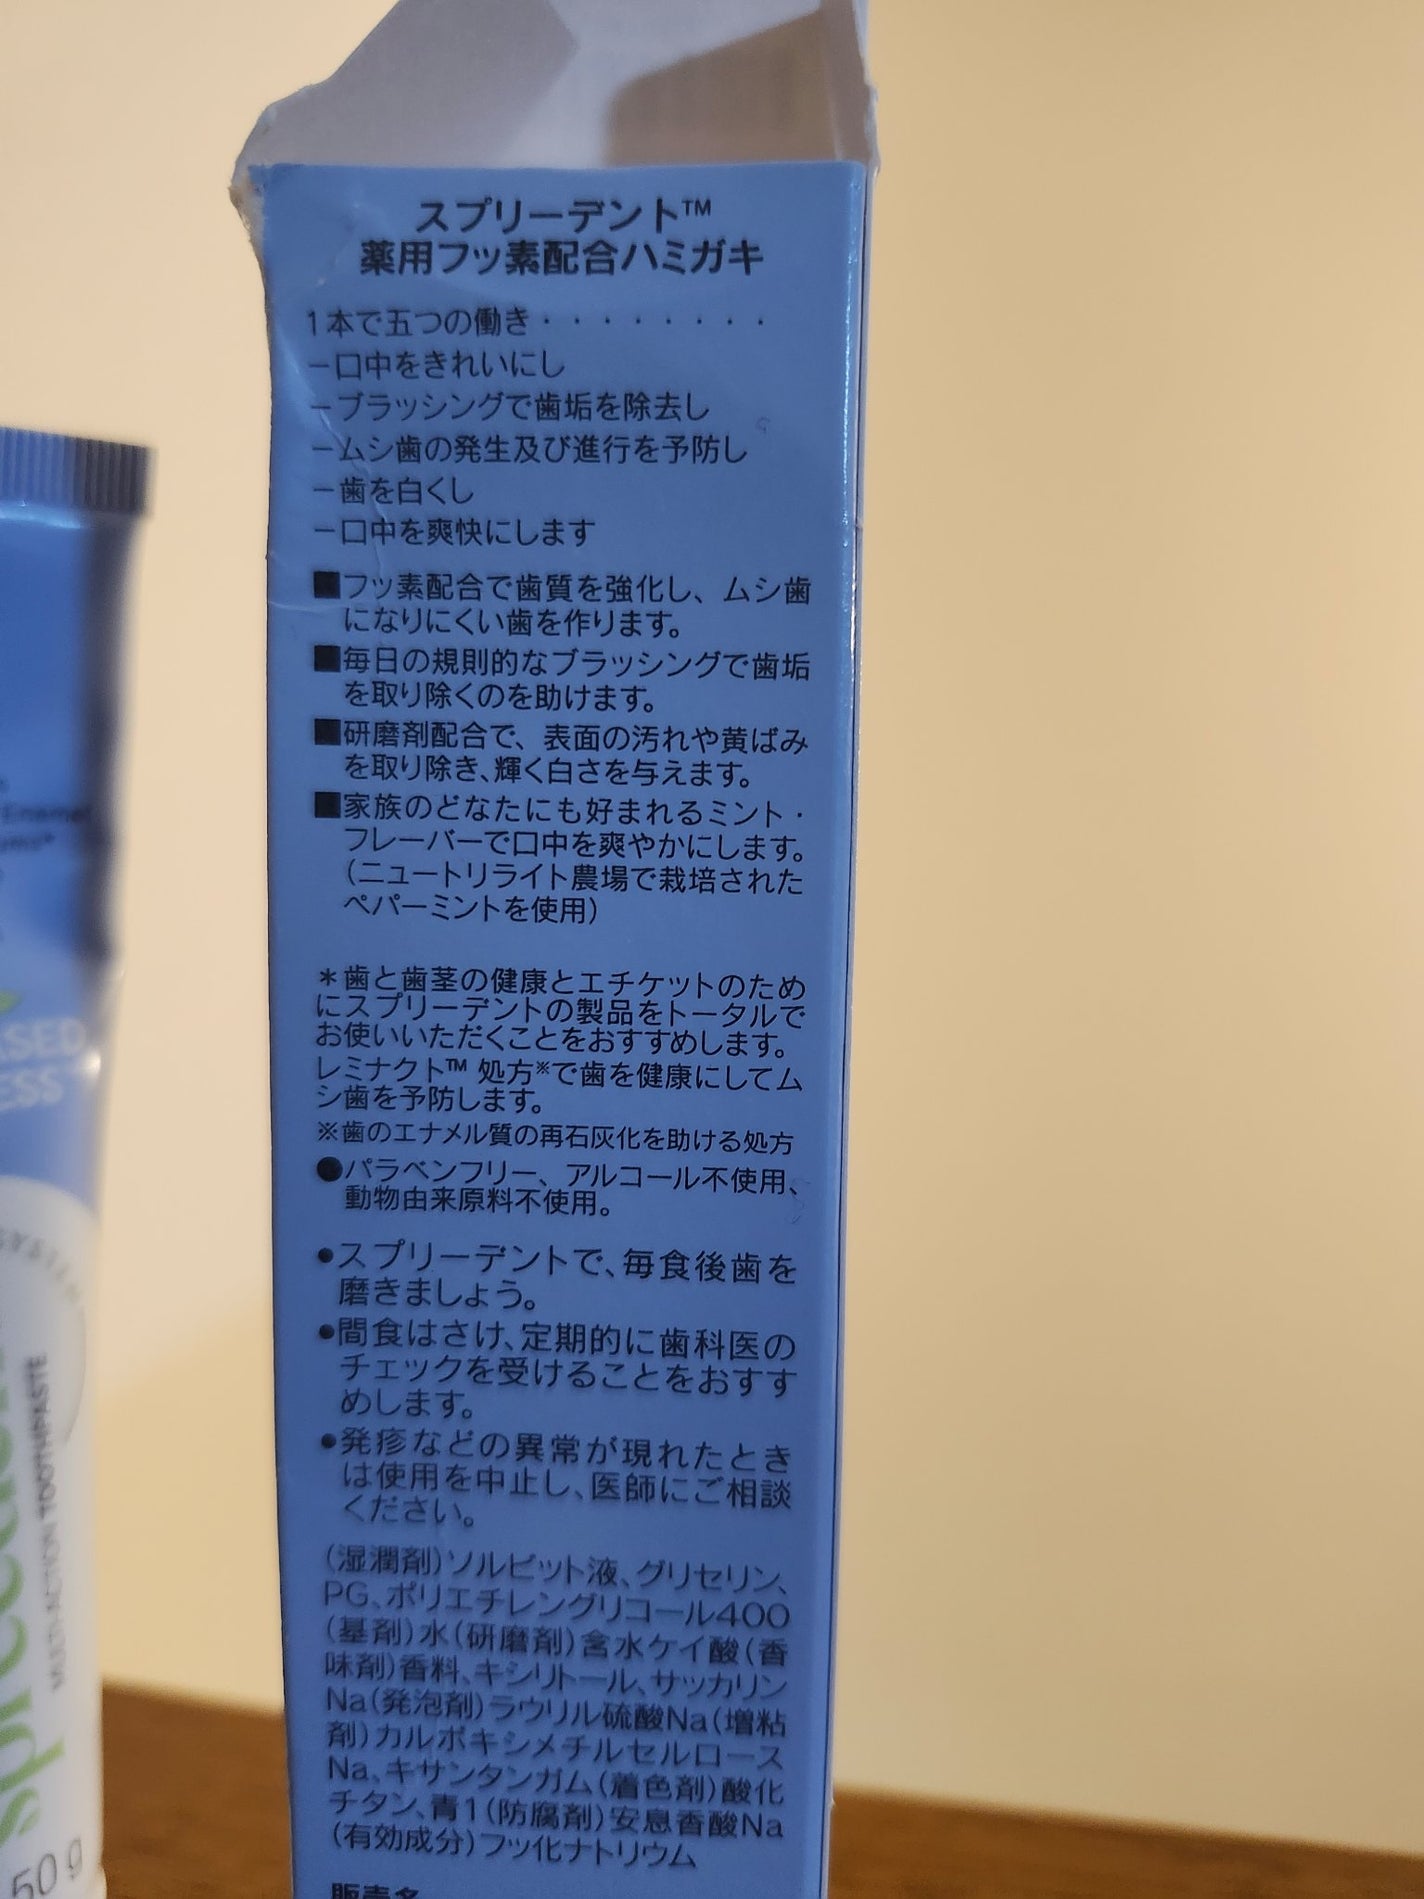 スプリーデント™
薬用フッ素配合ハミガキ
1本で五つの働き・・・・・・・・
－口中をきれいにし
－ブラッシングで歯垢を除去し
－ムシ歯の発生及び進行を予防し
－歯を白くし
－口中を爽快にします
■フッ素配合で歯質を強化し、ムシ歯
になりにくい歯を作ります。
■毎日の規則的なブラッシングで歯垢
を取り除くのを助けます。
■研磨剤配合で、表面の汚れや黄ばみ
を取り除き、輝く白さを与えます。
■家族のどなたにも好まれるミント・
フレーバーで口中を爽やかにします。
(ニュートリライト農場で栽培された
ペパーミントを使用)
＊歯と歯茎の健康とエチケットのため
にスプリーデントの製品をトータルで
お使いいただくことをおすすめします。
レミナクト™ 処方※で歯を健康にしてム
シ歯を予防します。
※歯のエナメル質の再石灰化を助ける処方
●パラベンフリー、アルコール不使用、
動物由来原料不使用。
•スプリーデントで、毎食後歯を
磨きましょう。
•間食はさけ、定期的に歯科医の
チェックを受けることをおすす
めします。
•発疹などの異常が現れたとき
は使用を中止し、医師にご相談
ください。
(湿潤剤)ソルビット液、グリセリン、
PG、ポリエチレングリコール400
(基剤)水(研磨剤)含水ケイ酸(香
味剤)香料、キシリトール、サッカリン
Na(発泡剤)ラウリル硫酸Na(増粘
剤)カルボキシメチルセルロース
Na、キサンタンガム(着色剤)酸化
チタン、青1(防腐剤)安息香酸Na
(有効成分)フッ化ナトリウム
MULTI-ACTION TOOTHPASTE
50 g